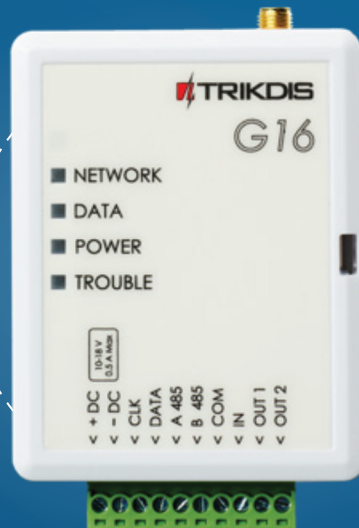 TRIKDIS
G16
NETWORK
DATA
POWER
TROUBLE
10-18 V
0.5 A Max
< + DC
< - DC
< CLK
< DATA
< A 485
< B 485
< COM
< IN
< OUT 1
< OUT 2